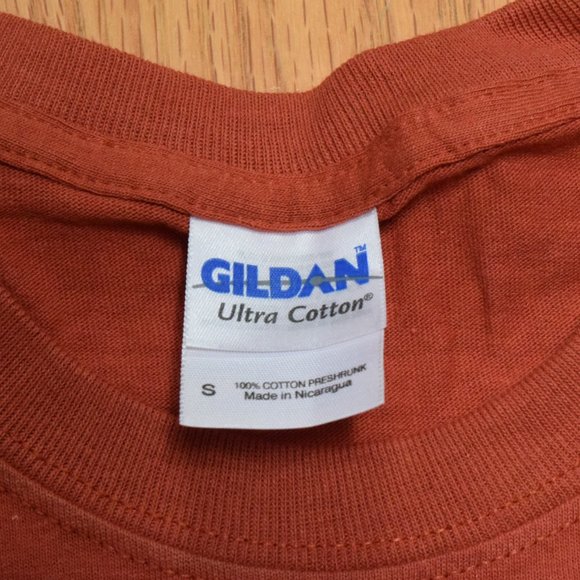 GILDAN™
Ultra Cotton®
S 100% COTTON PRESHRUNK
Made in Nicaragua